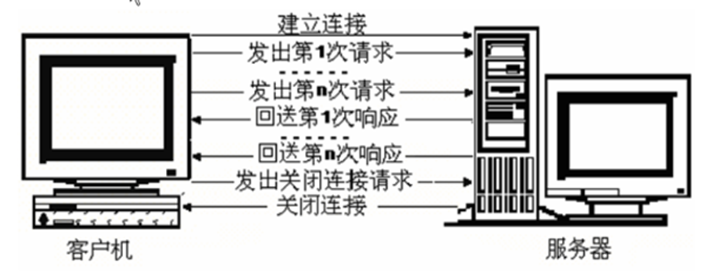 建立连接
发出第1次请求
发出第n次请求
回送第1次响应
回送第n次响应
发出关闭连接请求
关闭连接
客户机
服务器